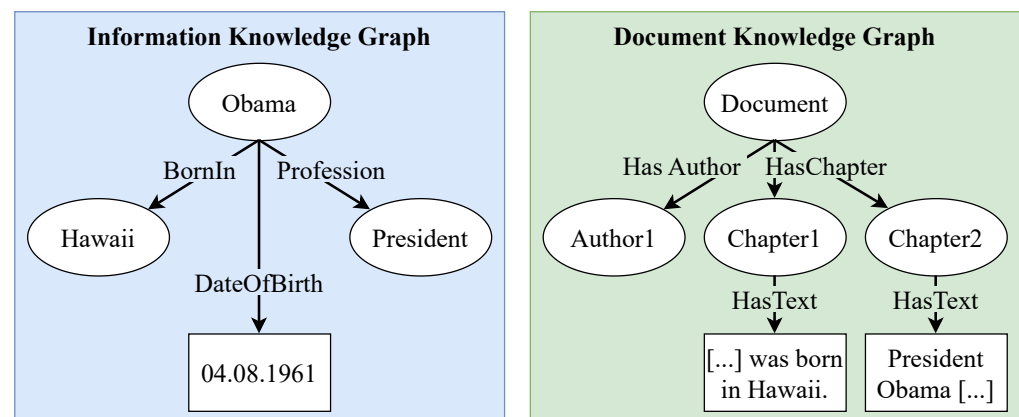 Information Knowledge Graph
Obama
BornIn
Profession
Hawaii
President
DateOfBirth
04.08.1961
Document Knowledge Graph
Document
Has Author
HasChapter
Author1
Chapter1
Chapter2
HasText
HasText
[...] was born
in Hawaii.
President
Obama [...]